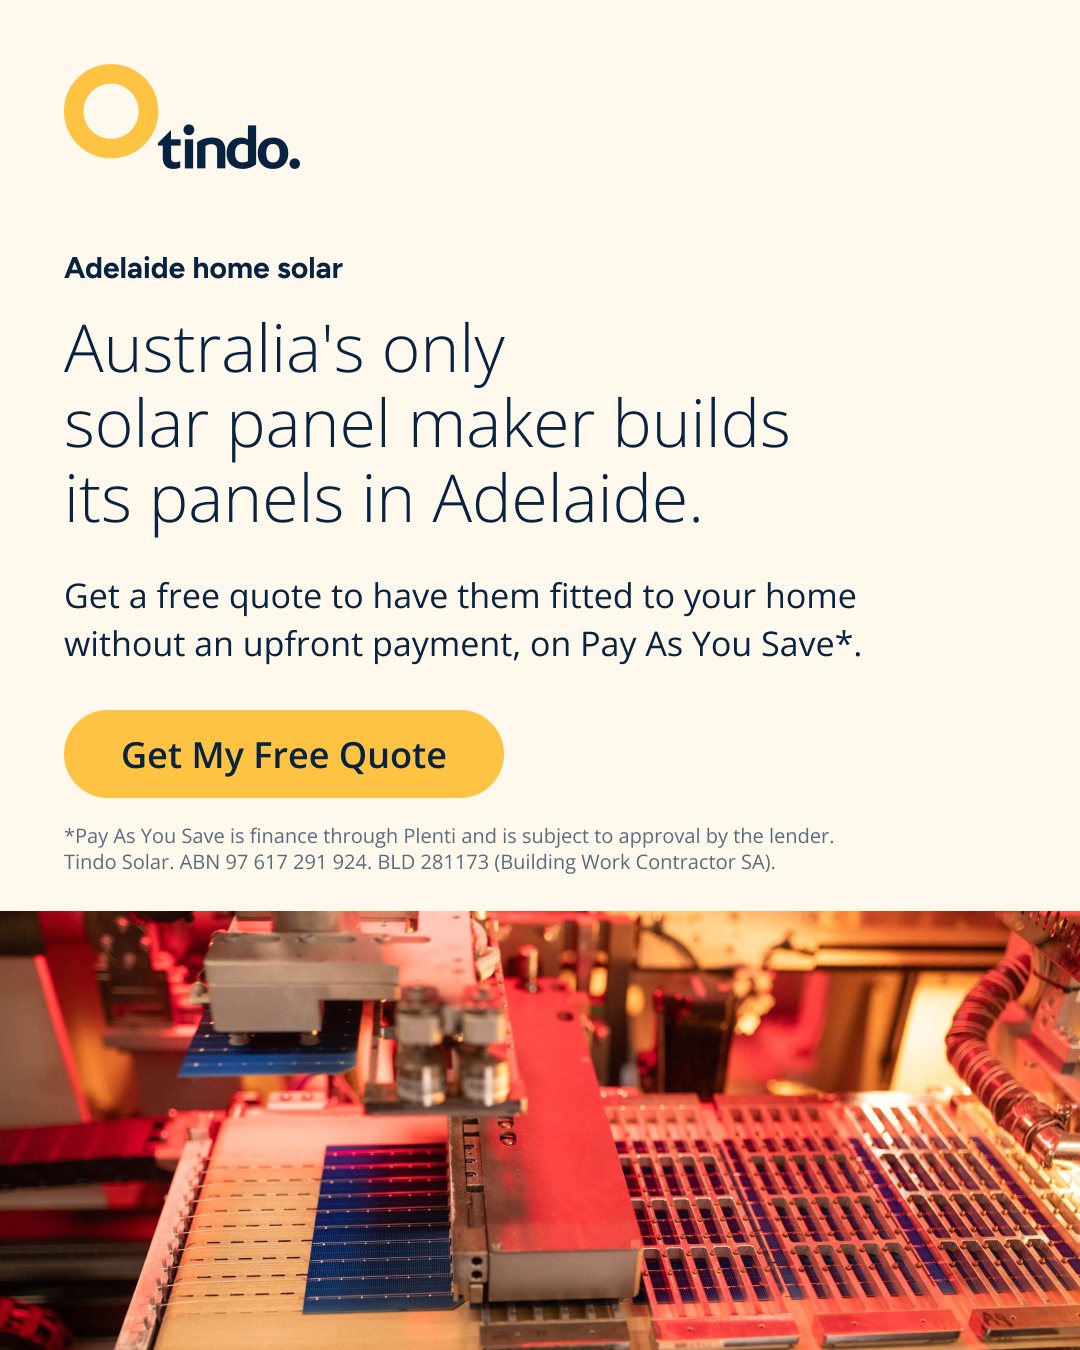 tindo.
Adelaide home solar
Australia's only
solar panel maker builds
its panels in Adelaide.
Get a free quote to have them fitted to your home
without an upfront payment, on Pay As You Save*.
Get My Free Quote
*Pay As You Save is finance through Plenti and is subject to approval by the lender.
Tindo Solar. ABN 97 617 291 924. BLD 281173 (Building Work Contractor SA).